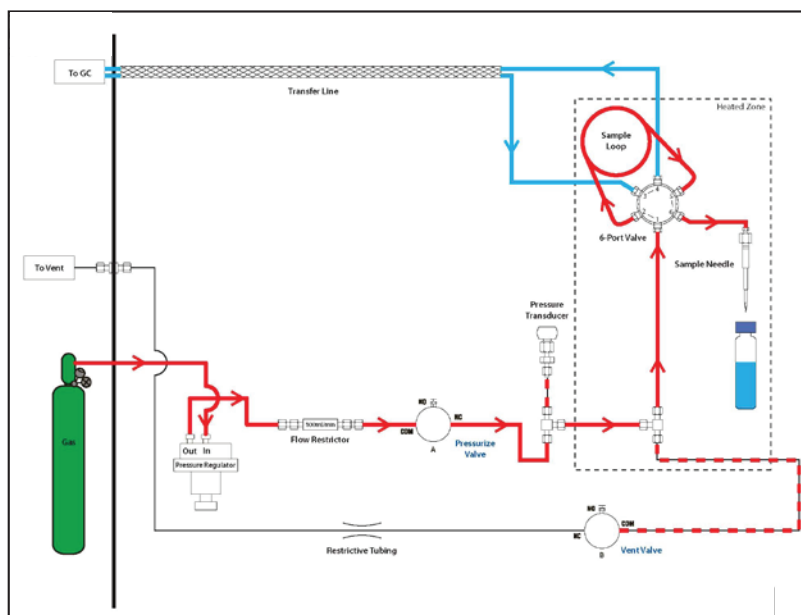 To GC
Transfer Line
Heated Zone
Sample
Loop
6-Port Valve
Sample Needle
To Vent
Pressure
Transducer
Gas
Out In
Pressure Regulator
Flow Restrictor
NO
COM
NC
A
Pressurize
Valve
Restrictive Tubing
NO
COM
NC
B
Vent Valve